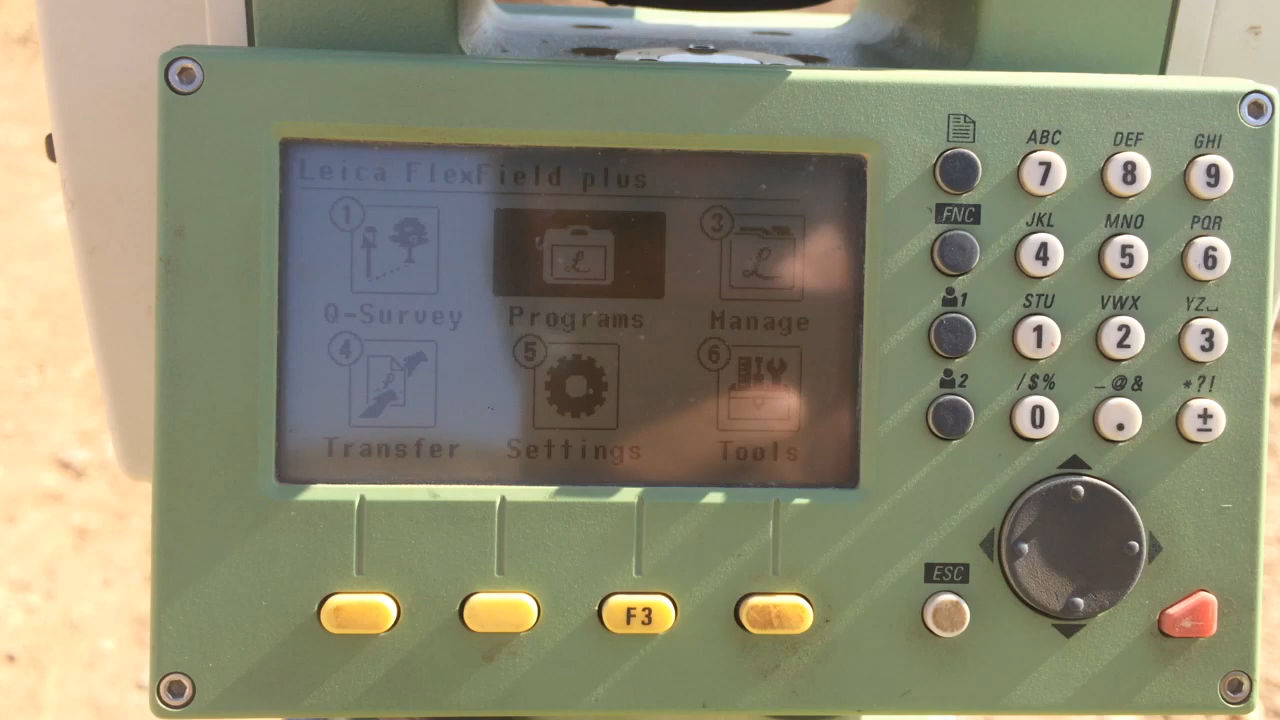 Leica FlexField plus
1 3
Q-Survey Programs Manage
4 5 6
Transfer Settings Tools
ABC DEF GHI
7 8 9
FNC JKL MNO PQR
4 5 6
1 STU VWX YZ⎵
1 2 3
2 /$% _@& *?!
0 . ±
ESC
F3